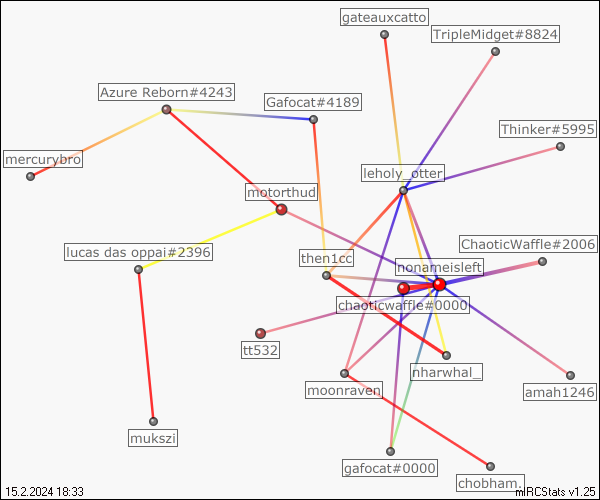 gateauxcatto
TripleMidget#8824
Azure Reborn#4243
Gafocat#4189
Thinker#5995
mercurybro
leholy_otter
motorthud
lucas das oppai#2396
ChaoticWaffle#2006
then1cc
nonameisleft
chaoticwaffle#0000
tt532
nharwhal_
moonraven
amah1246
mukszi
gafocat#0000
chobham.
15.2.2024 18:33
mIRCStats v1.25